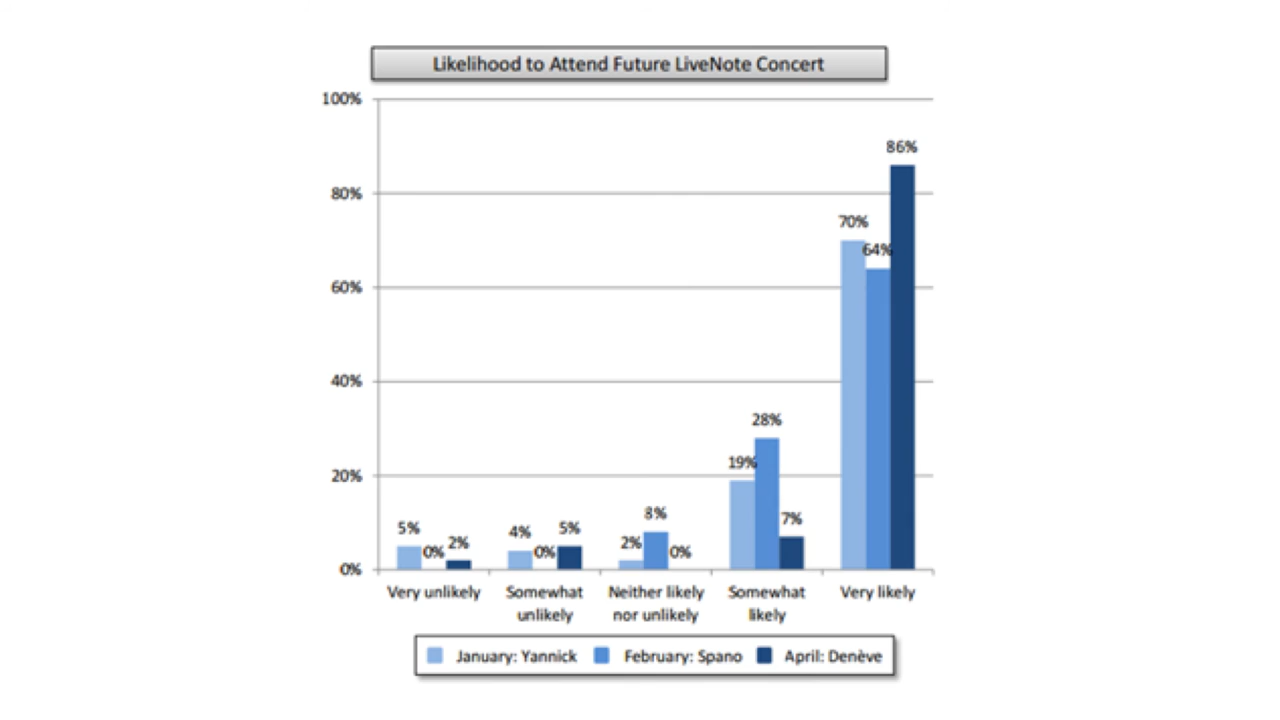 Likelihood to Attend Future LiveNote Concert
100%
80%
60%
40%
20%
0%
5%
0%
2%
4%
0%
5%
2%
8%
0%
19%
28%
7%
70%
64%
86%
Very unlikely
Somewhat
unlikely
Neither likely
nor unlikely
Somewhat
likely
Very likely
January: Yannick
February: Spano
April: Denève